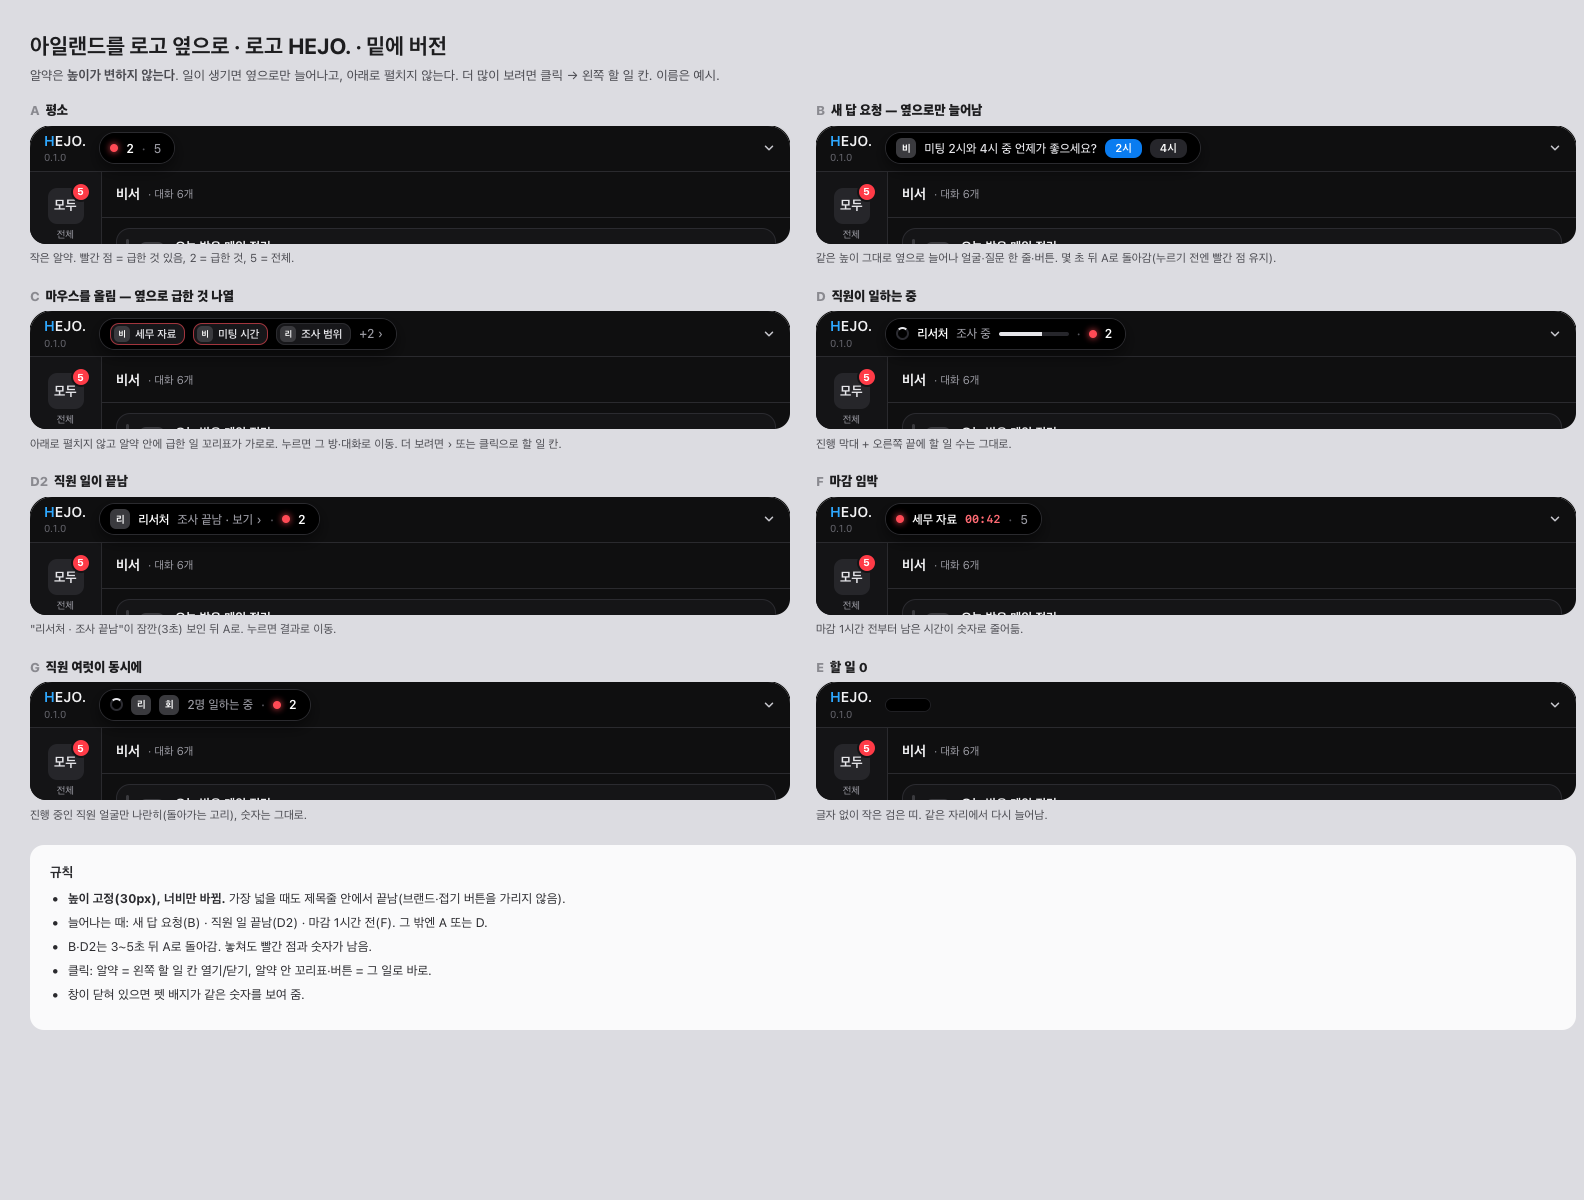 아일랜드를 로고 옆으로 · 로고 HEJO. · 밑에 버전
알약은 높이가 변하지 않는다. 일이 생기면 옆으로만 늘어나고, 아래로 펼치지 않는다. 더 많이 보려면 클릭 → 왼쪽 할 일 칸. 이름은 예시.
A 평소
HEJO.
0.1.0
2 · 5
모두
5
전체
비서 · 대화 6개
작은 알약. 빨간 점 = 급한 것 있음, 2 = 급한 것, 5 = 전체.
B 새 답 요청 — 옆으로만 늘어남
HEJO.
0.1.0
비 미팅 2시와 4시 중 언제가 좋으세요? 2시 4시
모두
5
전체
비서 · 대화 6개
같은 높이 그대로 옆으로 늘어나 얼굴·질문 한 줄·버튼. 몇 초 뒤 A로 돌아감(누르기 전엔 빨간 점 유지).
C 마우스를 올림 — 옆으로 급한 것 나열
HEJO.
0.1.0
비 세무 자료 비 미팅 시간 리 조사 범위 +2 ›
모두
5
전체
비서 · 대화 6개
아래로 펼치지 않고 알약 안에 급한 일 꼬리표가 가로로. 누르면 그 방·대화로 이동. 더 보려면 › 또는 클릭으로 할 일 칸.
D 직원이 일하는 중
HEJO.
0.1.0
리서처 조사 중 · 2
모두
5
전체
비서 · 대화 6개
진행 막대 + 오른쪽 끝에 할 일 수는 그대로.
D2 직원 일이 끝남
HEJO.
0.1.0
리 리서처 조사 끝남 · 보기 › · 2
모두
5
전체
비서 · 대화 6개
"리서처 · 조사 끝남"이 잠깐(3초) 보인 뒤 A로. 누르면 결과로 이동.
F 마감 임박
HEJO.
0.1.0
세무 자료 00:42 · 5
모두
5
전체
비서 · 대화 6개
마감 1시간 전부터 남은 시간이 숫자로 줄어듦.
G 직원 여럿이 동시에
HEJO.
0.1.0
리 회 2명 일하는 중 · 2
모두
5
전체
비서 · 대화 6개
진행 중인 직원 얼굴만 나란히(돌아가는 고리), 숫자는 그대로.
E 할 일 0
HEJO.
0.1.0
모두
5
전체
비서 · 대화 6개
글자 없이 작은 검은 띠. 같은 자리에서 다시 늘어남.
규칙
• 높이 고정(30px), 너비만 바뀜. 가장 넓을 때도 제목줄 안에서 끝남(브랜드·접기 버튼을 가리지 않음).
• 늘어나는 때: 새 답 요청(B) · 직원 일 끝남(D2) · 마감 1시간 전(F). 그 밖엔 A 또는 D.
• B·D2는 3~5초 뒤 A로 돌아감. 놓쳐도 빨간 점과 숫자가 남음.
• 클릭: 알약 = 왼쪽 할 일 칸 열기/닫기, 알약 안 꼬리표·버튼 = 그 일로 바로.
• 창이 닫혀 있으면 펫 배지가 같은 숫자를 보여 줌.